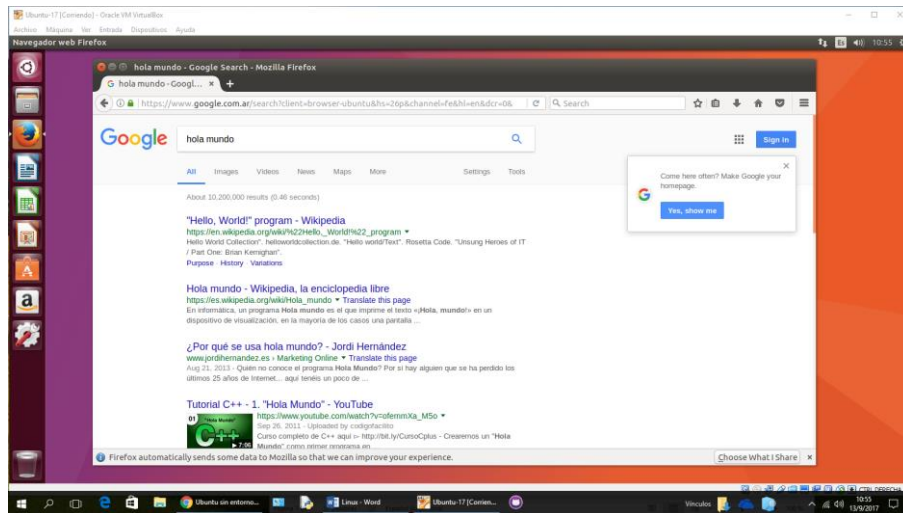 Ubuntu-17 [Corriendo] - Oracle VM VirtualBox
Archivo Máquina Ver Entrada Dispositivos Ayuda
Navegador web Firefox
Es 10:55
hola mundo - Google Search - Mozilla Firefox
G hola mundo - Googl... × +
https://www.google.com.ar/search?client=browser-ubuntu&hs=26p&channel=fe&hl=en&dcr=0&
Search
Google
hola mundo
Sign in
All Images Videos News Maps More Settings Tools
Come here often? Make Google your
homepage.
Yes, show me
About 10,200,000 results (0.46 seconds)
"Hello, World!" program - Wikipedia
https://en.wikipedia.org/wiki/%22Hello,_World!%22_program
Hello World Collection". helloworldcollection.de. "Hello world/Text". Rosetta Code. "Unsung Heroes of IT
/ Part One: Brian Kernighan".
Purpose · History · Variations
Hola mundo - Wikipedia, la enciclopedia libre
https://es.wikipedia.org/wiki/Hola_mundo Translate this page
En informática, un programa Hola mundo es el que imprime el texto «¡Hola, mundo!» en un
dispositivo de visualización, en la mayoría de los casos una pantalla ...
¿Por qué se usa hola mundo? - Jordi Hernández
www.jordihernandez.es › Marketing Online Translate this page
Aug 21, 2013 - Quién no conoce el programa Hola Mundo? Por si hay alguien que se ha perdido los
últimos 25 años de Internet... aqui tenéis un poco de ...
Tutorial C++ - 1. "Hola Mundo" - YouTube
https://www.youtube.com/watch?v=ofernmXa_M5o
01 "Hola Mundo"
C++
7:06
Sep 26, 2011 - Uploaded by codigofacilito
Curso completo de C++ aqui :- http://bit.ly/CursoCplus - Crearemos un "Hola
Mundo" como primer programa en
Firefox automatically sends some data to Mozilla so that we can improve your experience.
Choose What I Share ×
CTRL DERECHA
Ubuntu sin entorno...
Linux - Word
Ubuntu-17 [Corrien...
Vínculos
10:55
13/9/2017